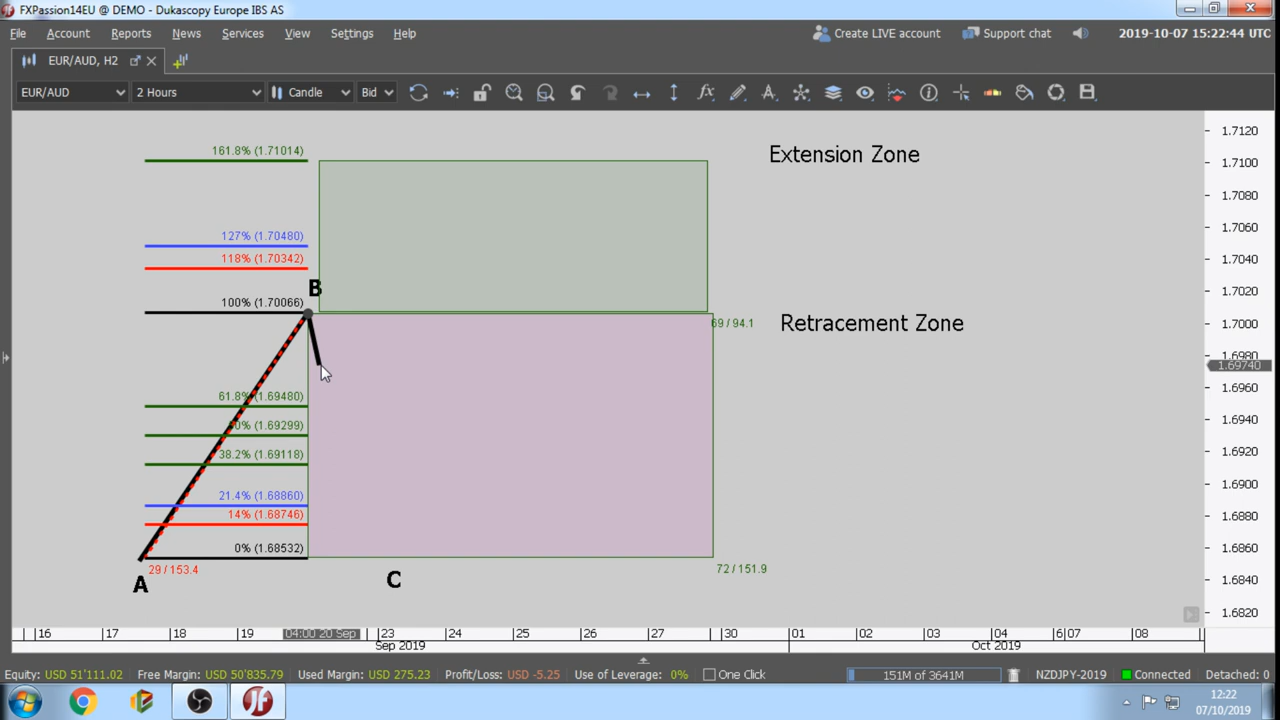 FXPassion14EU @ DEMO - Dukascopy Europe IBS AS
File Account Reports News Services View Settings Help Create LIVE account Support chat 2019-10-07 15:22:44 UTC
EUR/AUD, H2
EUR/AUD 2 Hours Candle Bid
161.8% (1.71014)
Extension Zone
127% (1.70480)
118% (1.70342)
B
100% (1.70066)
69 / 94.1
Retracement Zone
61.8% (1.69480)
50% (1.69299)
38.2% (1.69118)
21.4% (1.68860)
14% (1.68746)
0% (1.68532)
29 / 153.4
72 / 151.9
A
C
1.7120
1.7100
1.7080
1.7060
1.7040
1.7020
1.7000
1.6980
1.69740
1.6960
1.6940
1.6920
1.6900
1.6880
1.6860
1.6840
1.6820
16 17 18 19 04:00 20 Sep 23 24 25 26 27 30 01 02 03 04 6 07 08
Sep 2019 Oct 2019
Equity: USD 51'111.02 Free Margin: USD 50'835.79 Used Margin: USD 275.23 Profit/Loss: USD -5.25 Use of Leverage: 0% One Click 151M of 3641M NZDJPY-2019 Connected Detached: 0
12:22
07/10/2019